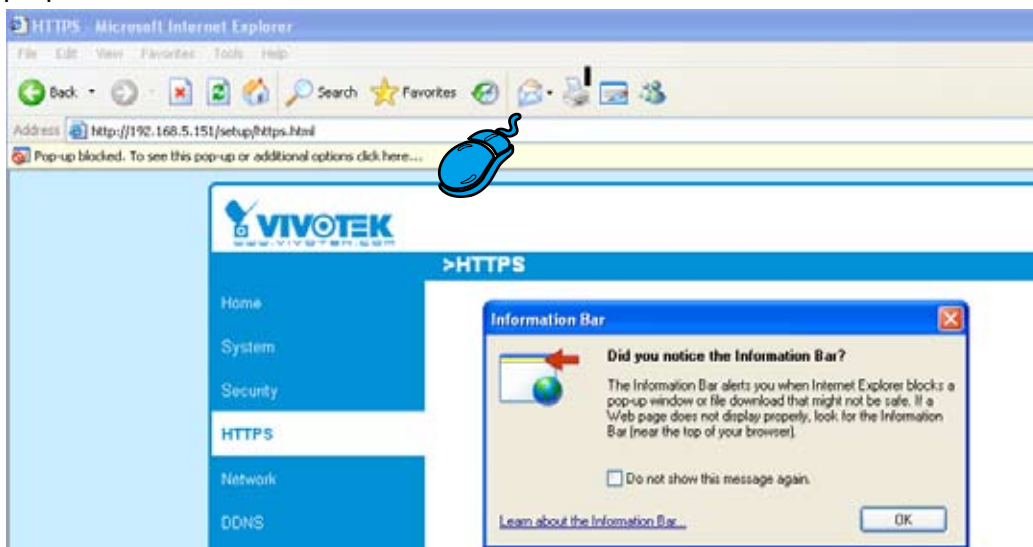 HTTPS - Microsoft Internet Explorer
File Edit View Favorites Tools Help
Back Search Favorites
Address http://192.168.5.151/setup/https.html
Pop-up blocked. To see this pop-up or additional options click here...
VIVOTEK
www.vivotek.com
>HTTPS
Home
System
Security
HTTPS
Network
DDNS
Information Bar
Did you notice the Information Bar?
The Information Bar alerts you when Internet Explorer blocks a
pop-up window or file download that might not be safe. If a
Web page does not display properly, look for the Information
Bar (near the top of your browser).
Do not show this message again.
Learn about the Information Bar...
OK